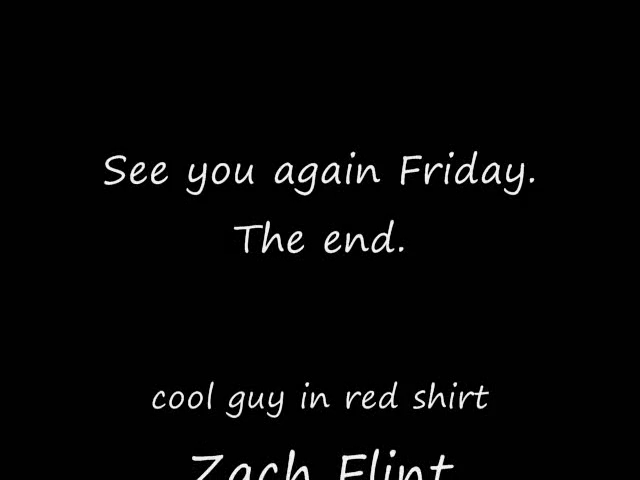 See you again Friday.
The end.
cool guy in red shirt
Zach Flint